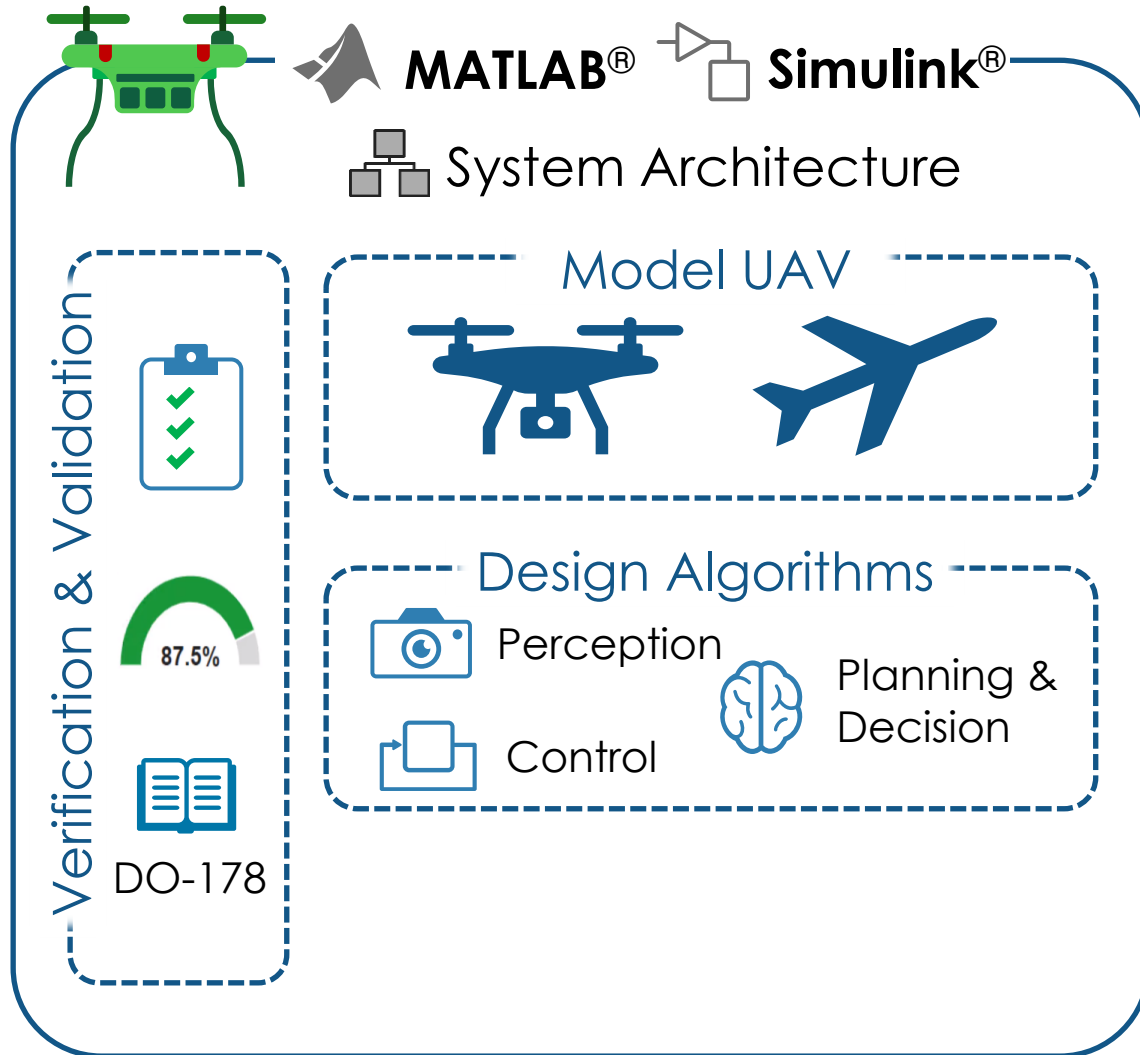 MATLAB® Simulink®
System Architecture
Verification & Validation
87.5%
DO-178
Model UAV
Design Algorithms
Perception
Control
Planning &
Decision